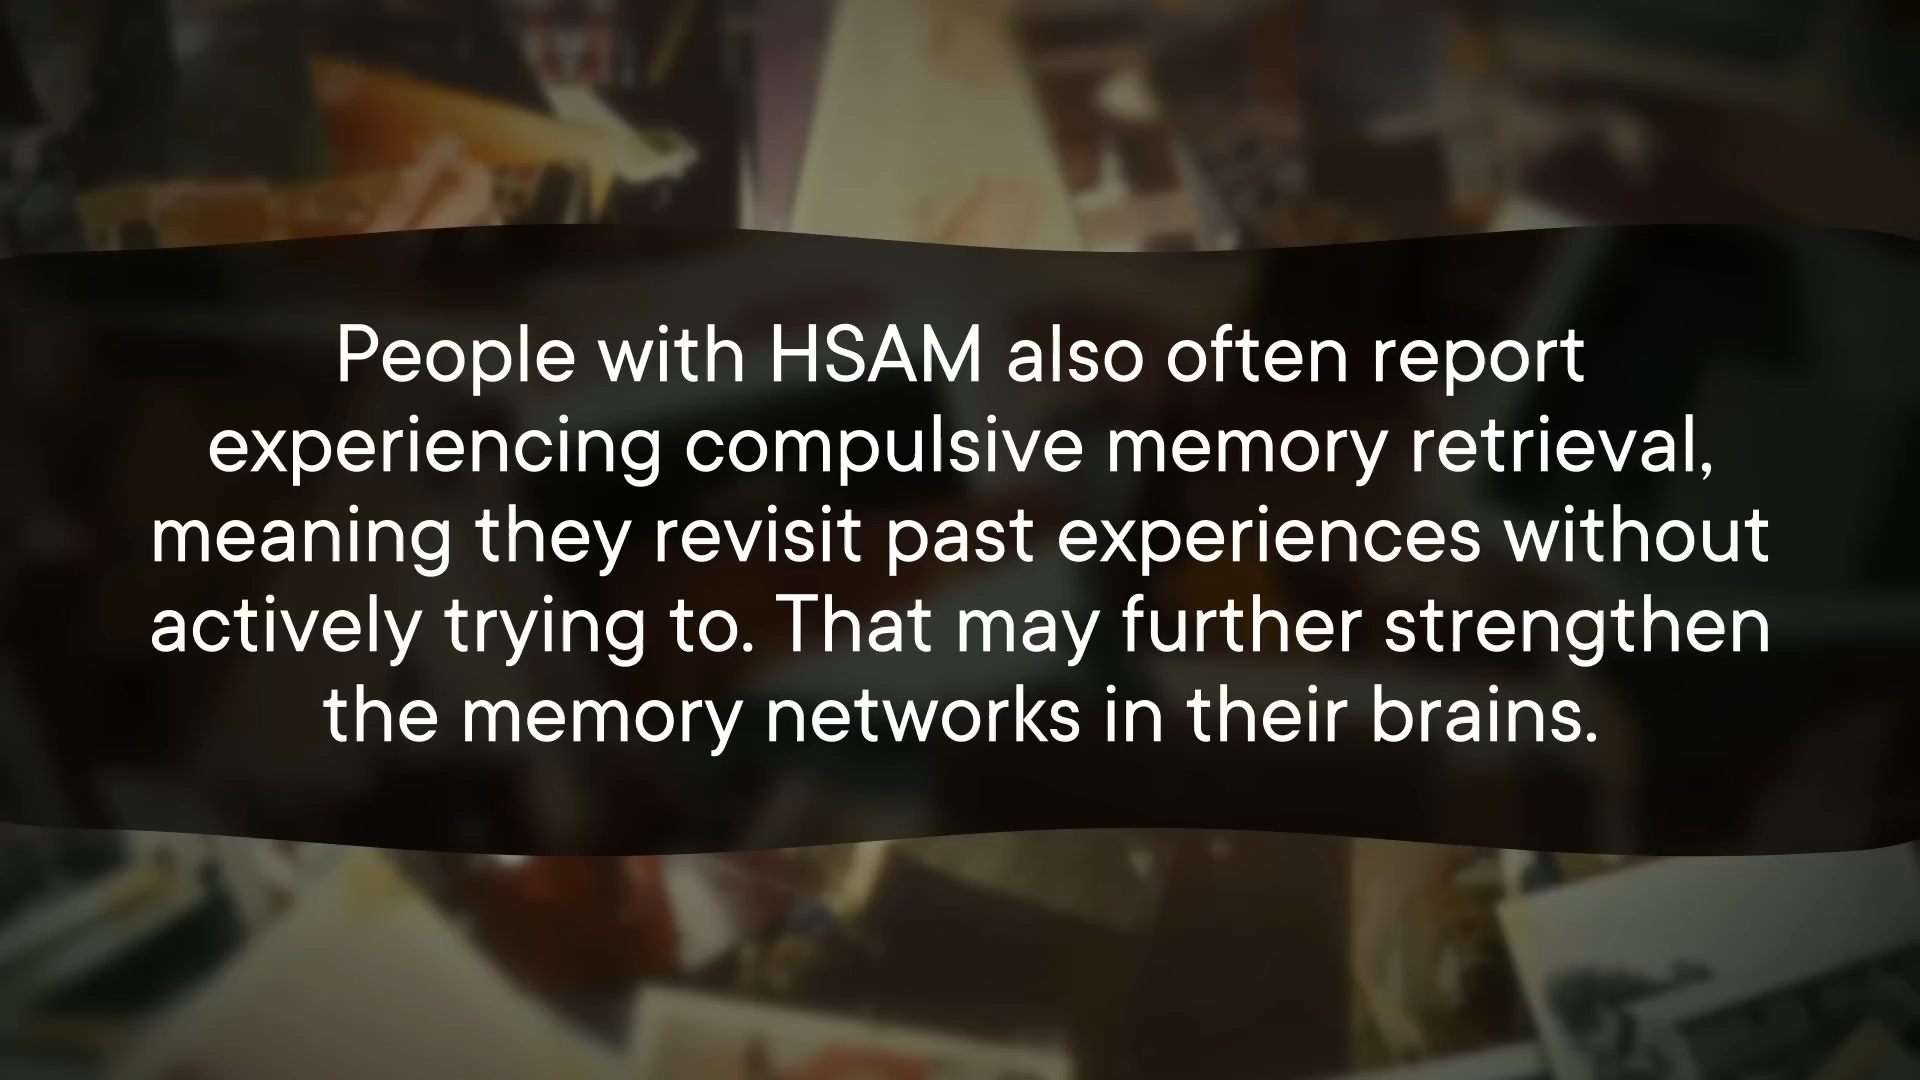 People with HSAM also often report
experiencing compulsive memory retrieval,
meaning they revisit past experiences without
actively trying to. That may further strengthen
the memory networks in their brains.